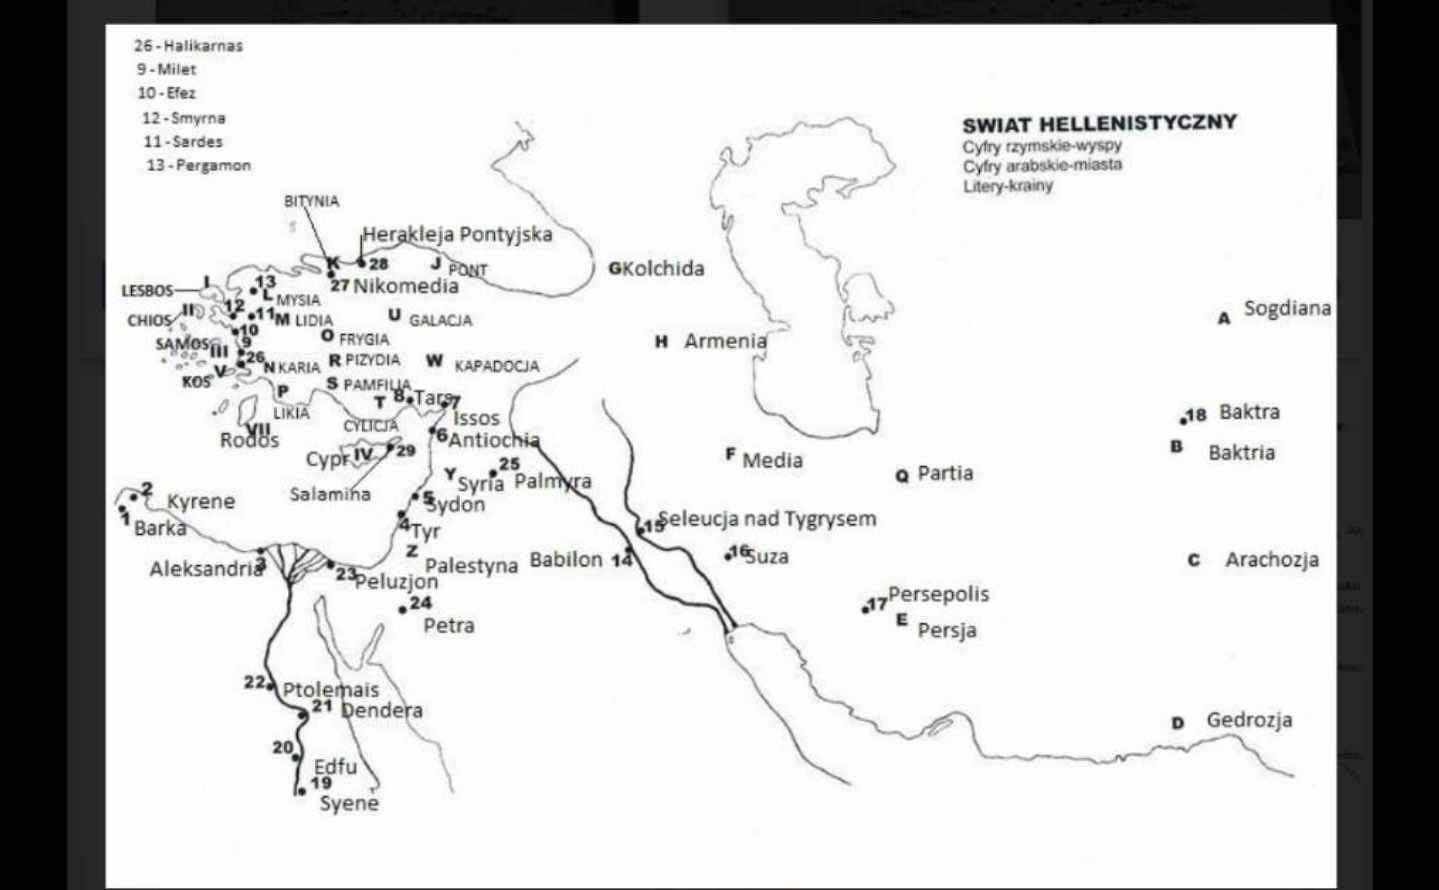 26 - Halikarnas
9 - Milet
10 - Efez
12 - Smyrna
11 - Sardes
13 - Pergamon
SWIAT HELLENISTYCZNY
Cyfry rzymskie-wyspy
Cyfry arabskie-miasta
Litery-krainy
BITYNIA
Herakleja Pontyjska
K
28
J PONT
G Kolchida
27 Nikomedia
LESBOS I
13
L MYSIA
CHIOS II
12
11
M LIDIA
U GALACJA
A Sogdiana
10
O FRYGIA
SAMOS III
9
H Armenia
26
KOS V
N KARIA
R PIZYDIA
W KAPADOCJA
S PAMFILIA
P LIKIA
T CYLICJA
8 Tars
7 Issos
18 Baktra
VII Rodos
6 Antiochia
B Baktria
Cypr IV
29
Salamina
F Media
Q Partia
Y Syria
25 Palmyra
2 Kyrene
1 Barka
5 Sydon
4 Tyr
15 Seleucja nad Tygrysem
3 Aleksandria
Z Palestyna
Babilon 14
16 Suza
C Arachozja
23 Peluzjon
24 Petra
17 Persepolis
E Persja
22 Ptolemais
21 Dendera
D Gedrozja
20 Edfu
19 Syene